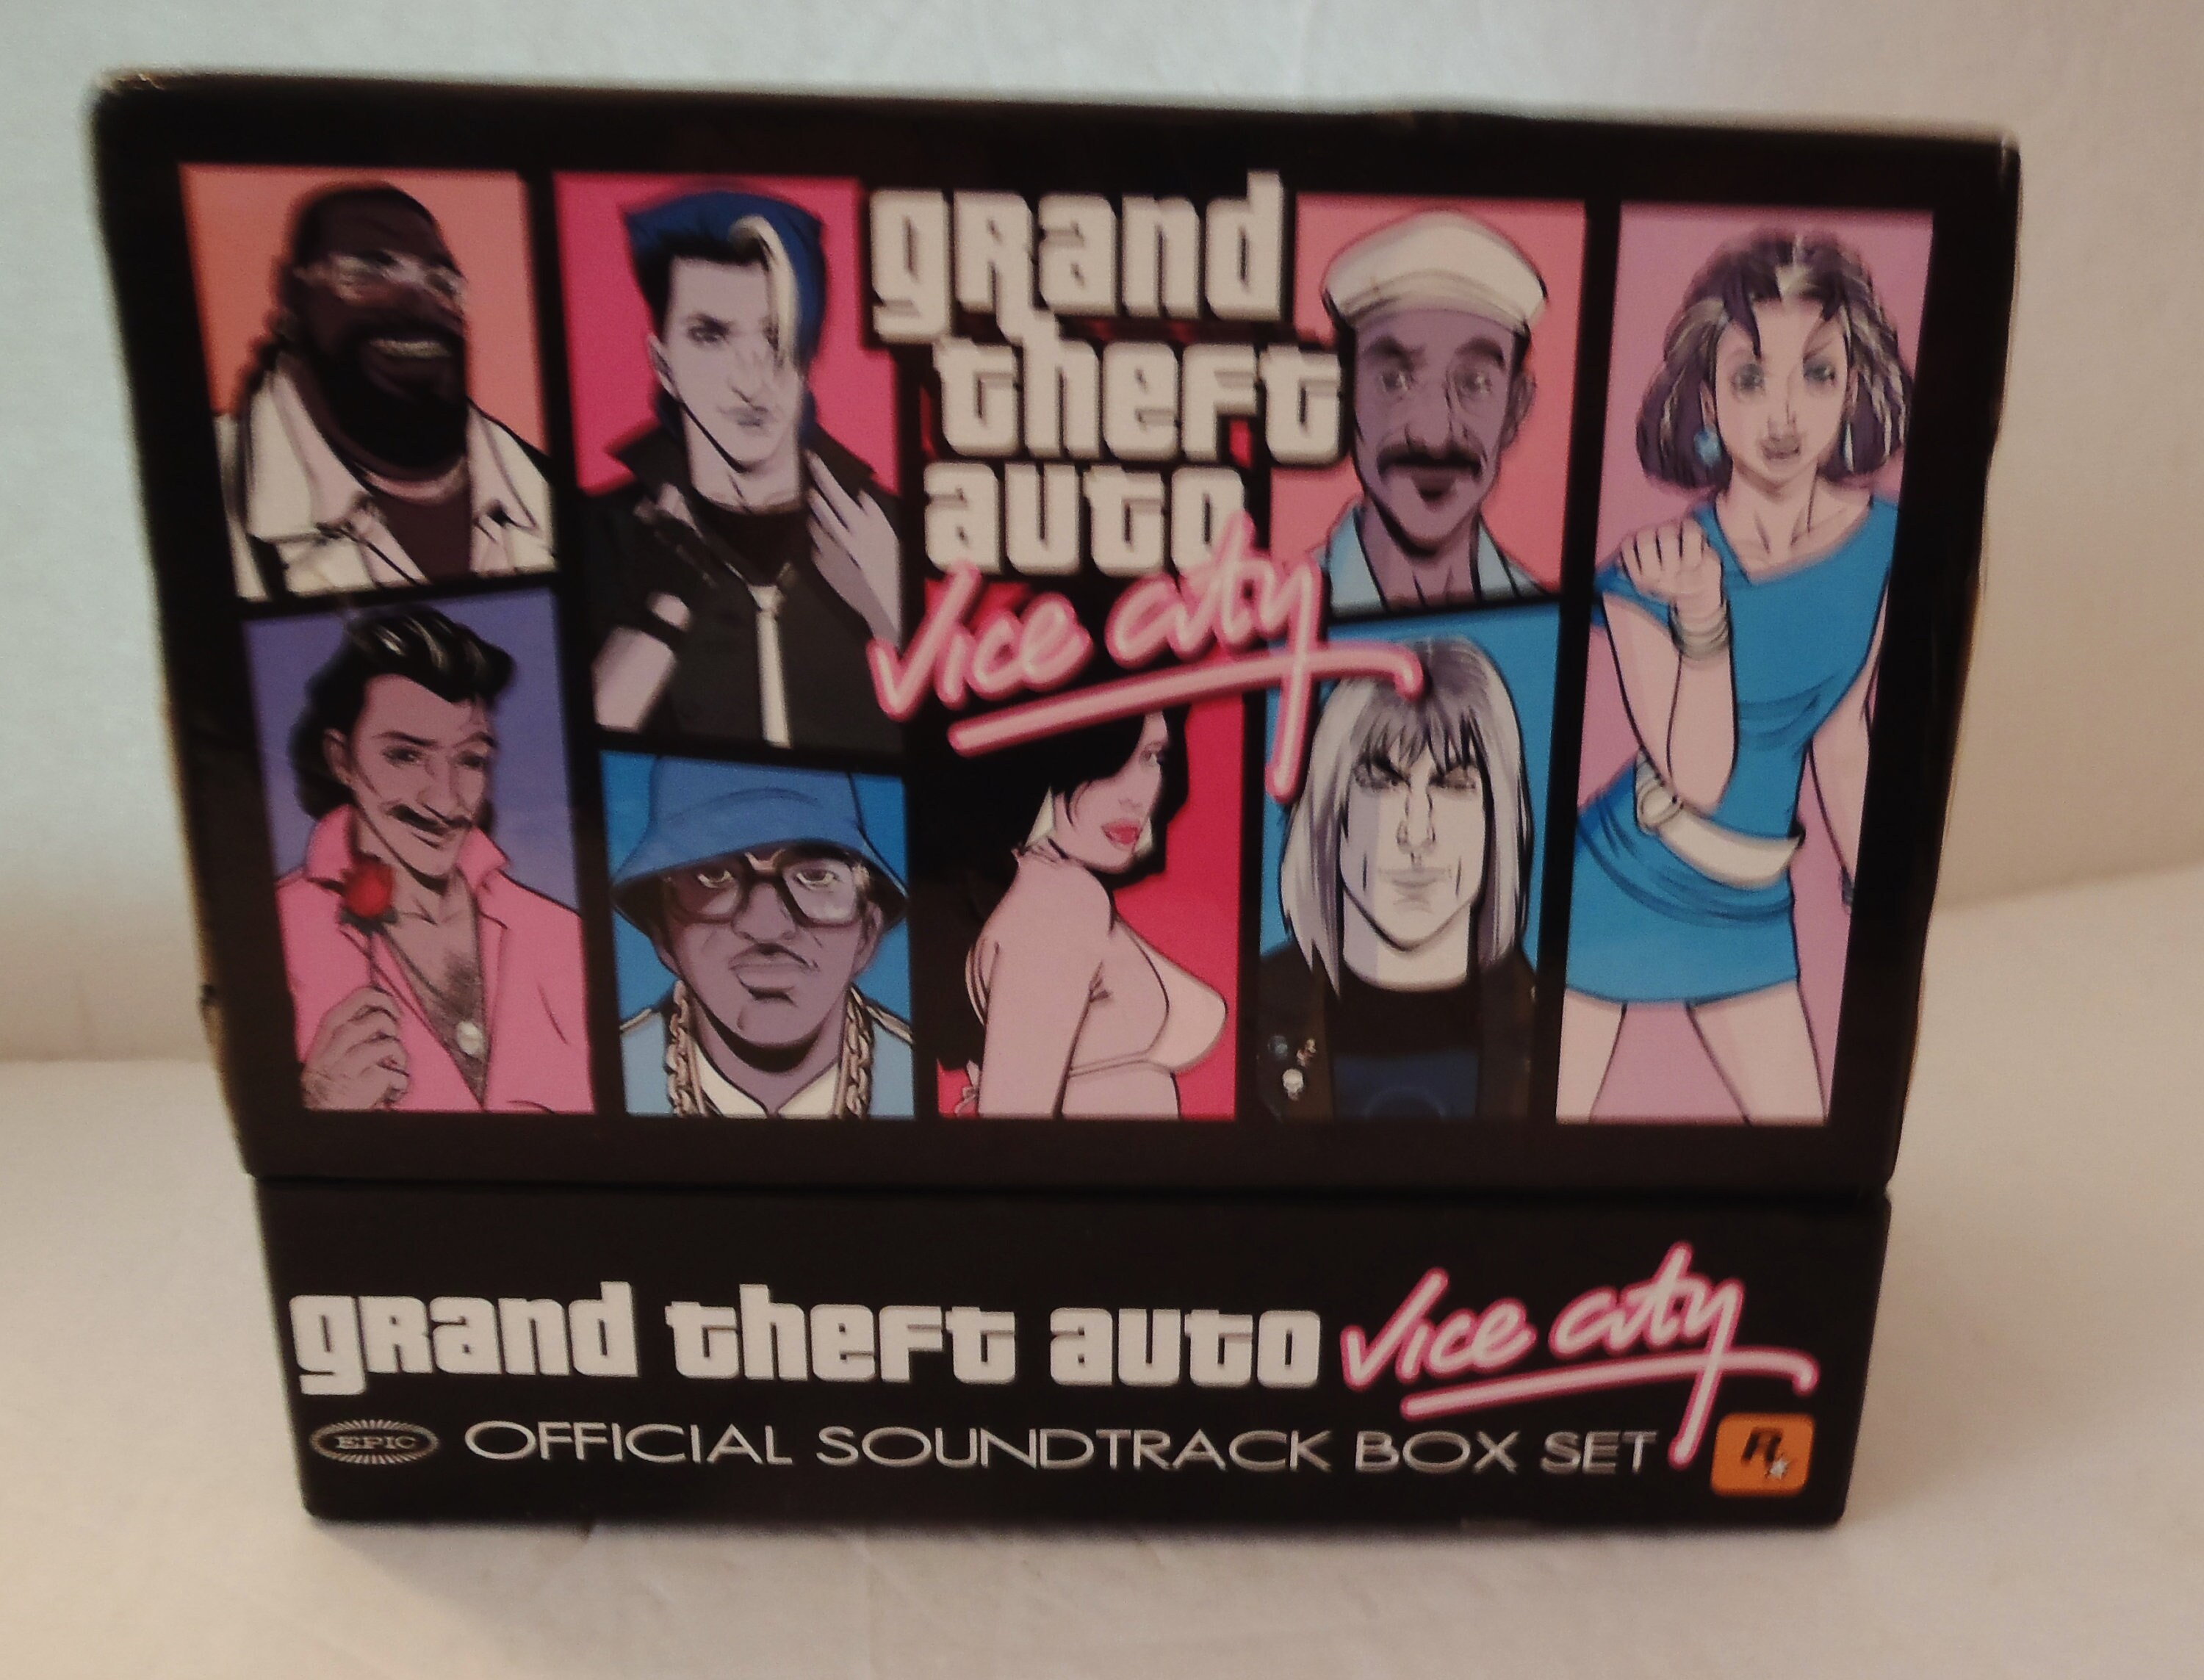 grand
theft
auto
vice city
grand theft auto vice city
EPIC OFFICIAL SOUNDTRACK BOX SET R